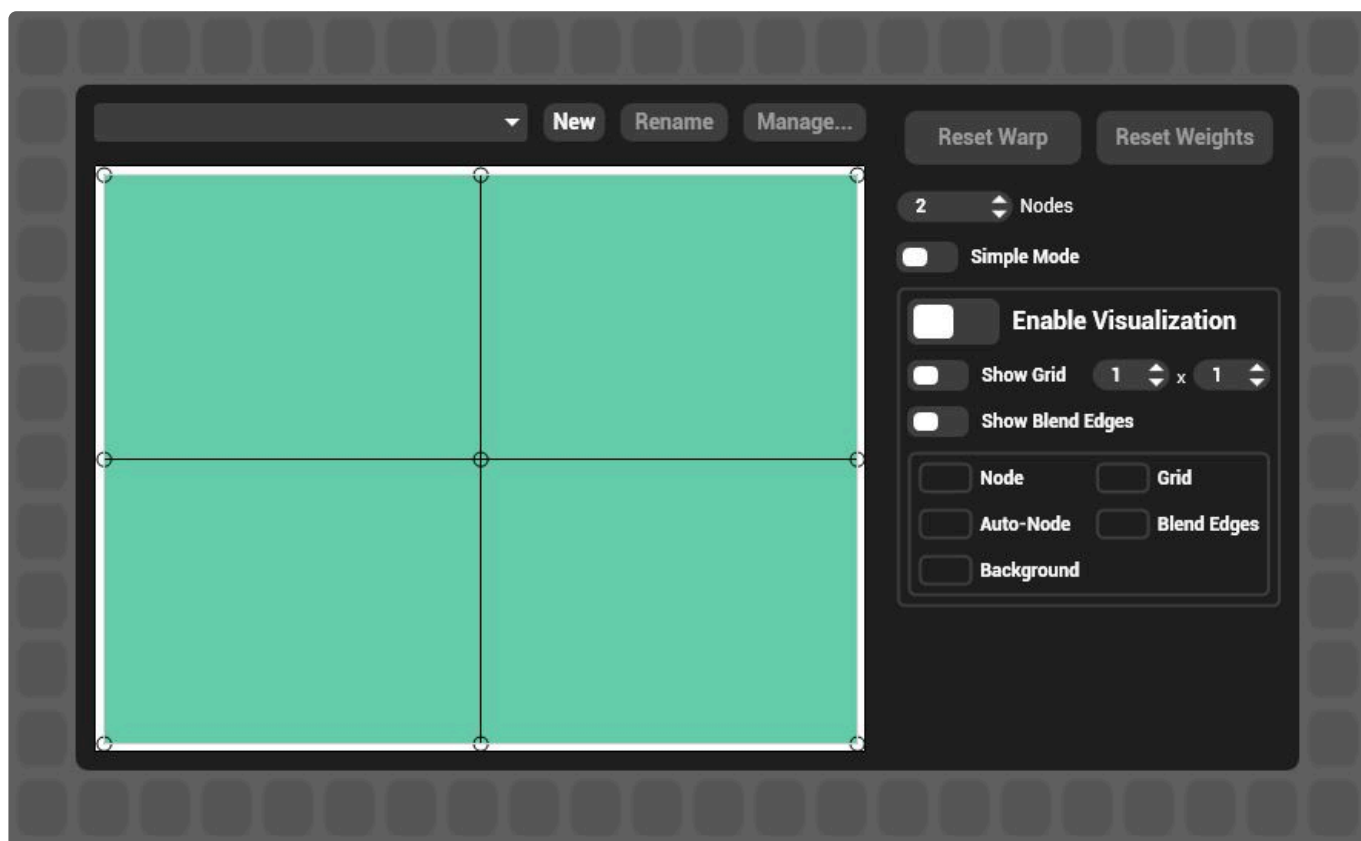 New Rename Manage...
Reset Warp Reset Weights
2 Nodes
Simple Mode
Enable Visualization
Show Grid 1 x 1
Show Blend Edges
Node Grid
Auto-Node Blend Edges
Background